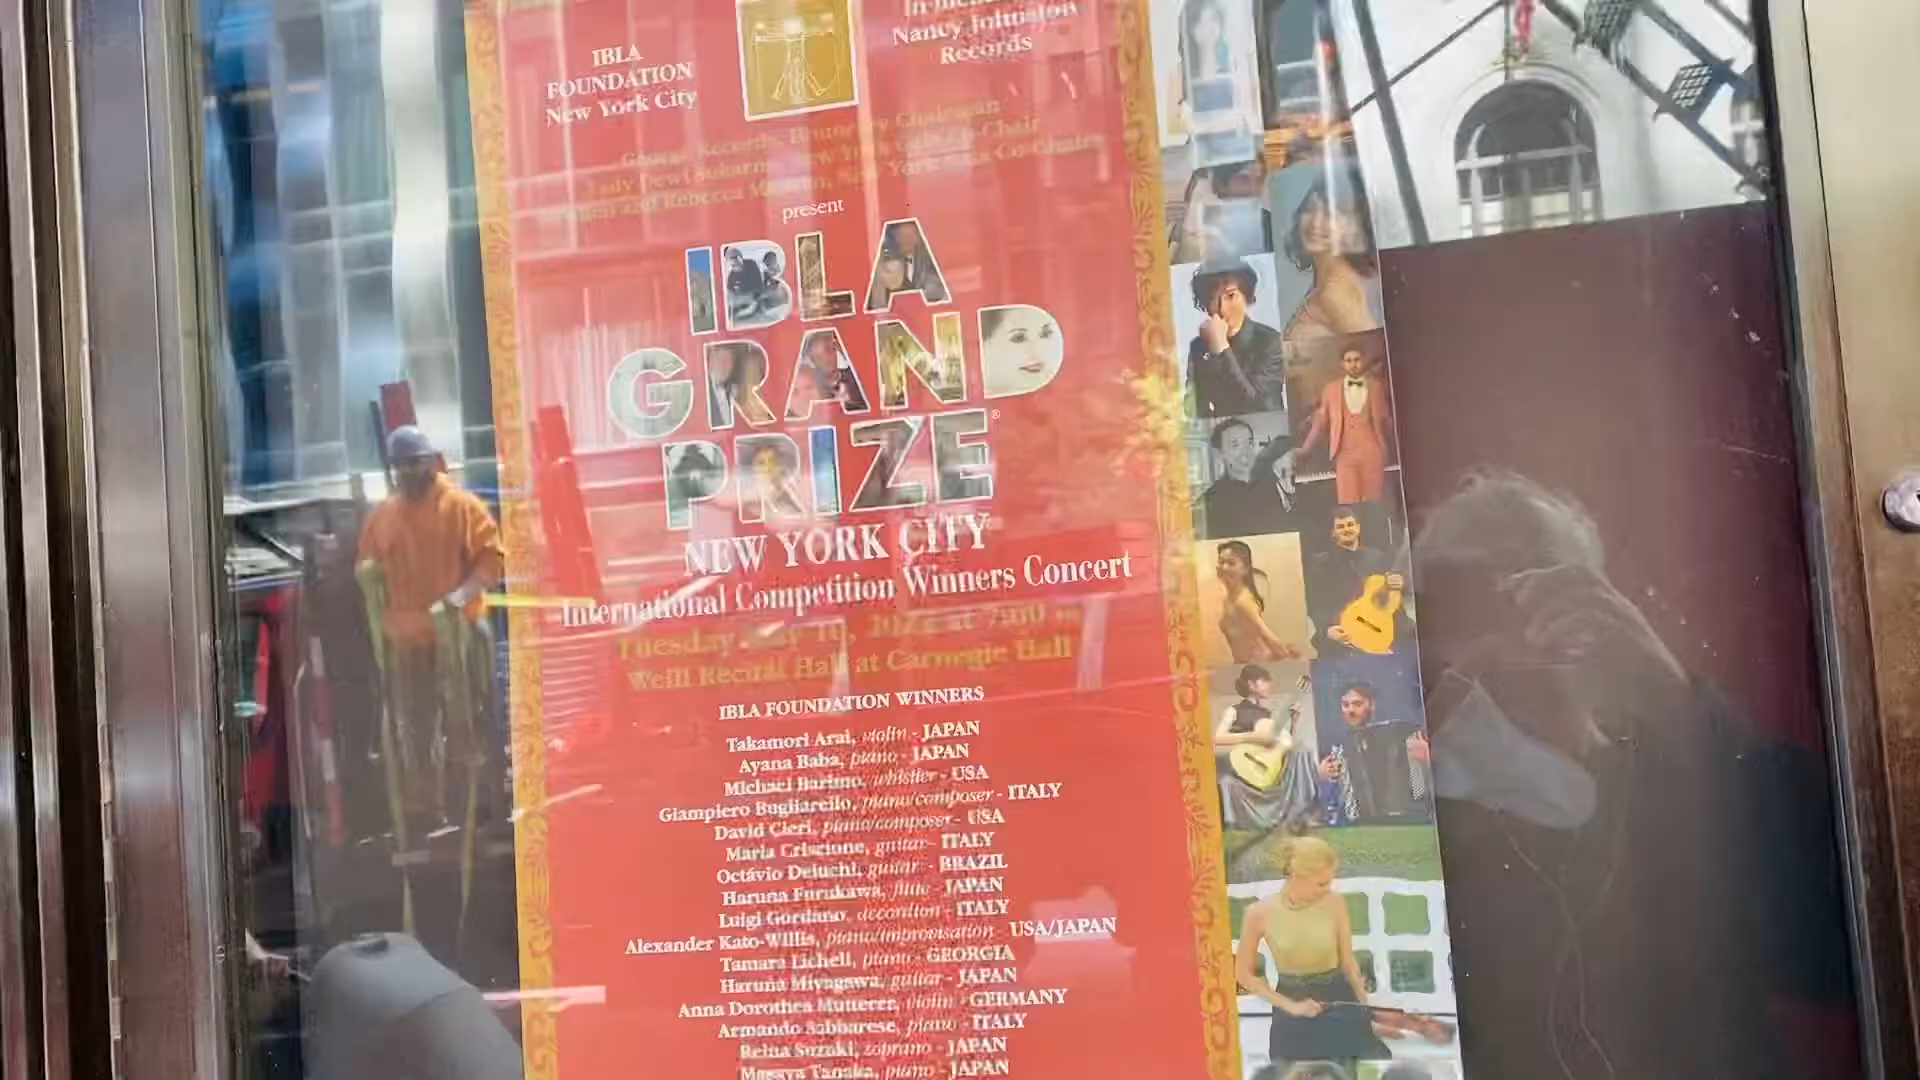 IBLA
FOUNDATION
New York City
Nancy Johnston
Records
present
IBLA
GRAND
PRIZE®
NEW YORK CITY
International Competition Winners Concert
Tuesday 10, at 7:00
Weill Recital Hall at Carnegie Hall
IBLA FOUNDATION WINNERS
Takamori Arai, violin - JAPAN
Ayana Baba, piano - JAPAN
Michael Barimo, whistler - USA
Giampiero Bugliarello, piano/composer - ITALY
David Cieri, piano/composer - USA
Maria Criscione, guitar - ITALY
Octávio Deluchi, guitar - BRAZIL
Haruna Furukawa, flute - JAPAN
Luigi Gordano, accordion - ITALY
Alexander Kato-Willis, piano/improvisation - USA/JAPAN
Tamara Licheli, piano - GEORGIA
Haruna Miyagawa, guitar - JAPAN
Anna Dorothea Mutterer, violin - GERMANY
Armando Sabbarese, piano - ITALY
Reina Suzuki, soprano - JAPAN
Masaya Tanaka, piano - JAPAN